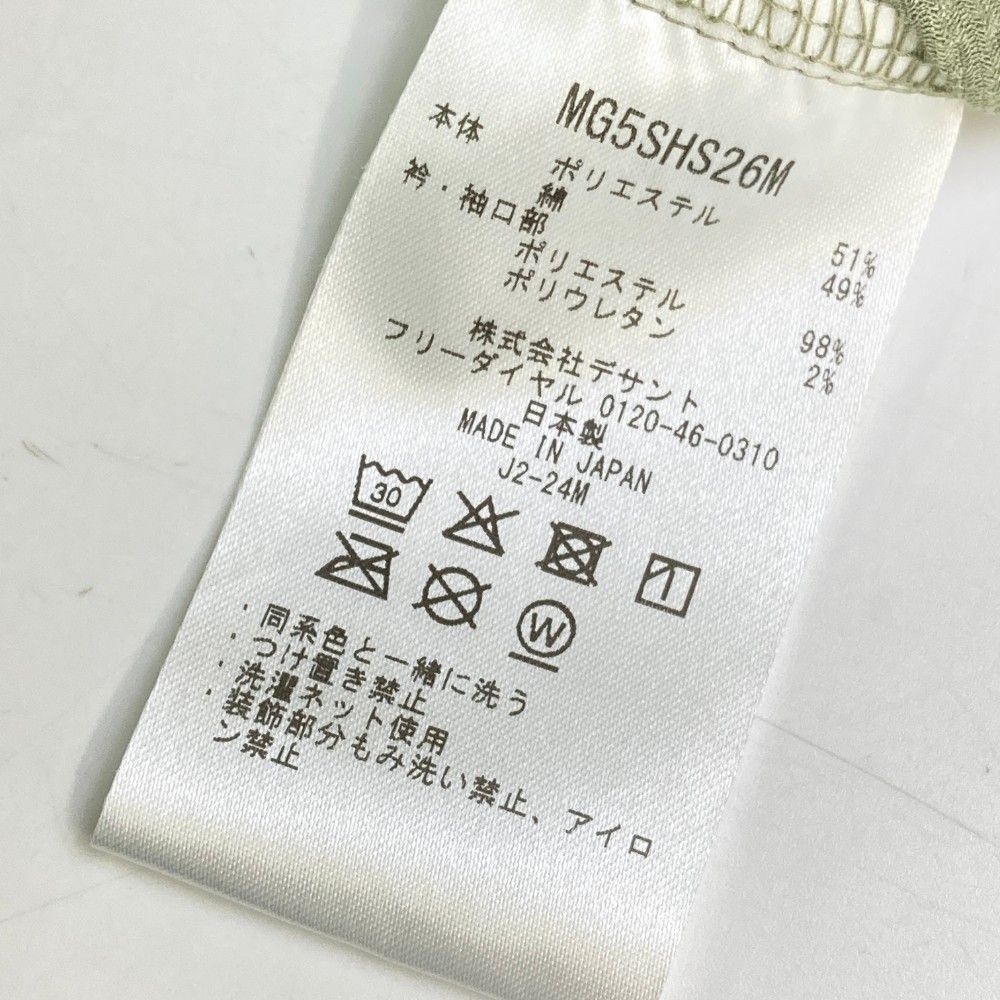 MG5SHS26M
本体
ポリエステル 51%
綿 49%
衿・袖口部
ポリエステル 98%
ポリウレタン 2%
株式会社デサント
フリーダイヤル 0120-46-0310
日本製
MADE IN JAPAN
J2-24M
30
W
・同系色と一緒に洗う
・つけ置き禁止
・洗濯ネット使用
・装飾部分もみ洗い禁止、アイロ
ン禁止